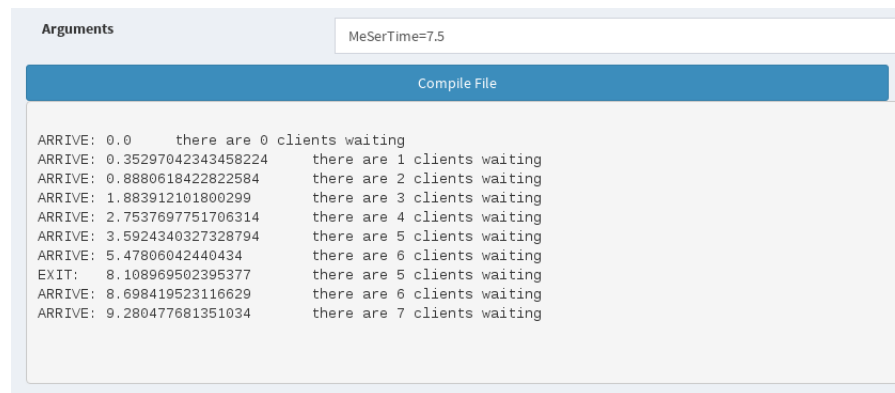 Arguments MeSerTime=7.5
Compile File
ARRIVE: 0.0 there are 0 clients waiting
ARRIVE: 0.35297042343458224 there are 1 clients waiting
ARRIVE: 0.8880618422822584 there are 2 clients waiting
ARRIVE: 1.883912101800299 there are 3 clients waiting
ARRIVE: 2.7537697751706314 there are 4 clients waiting
ARRIVE: 3.5924340327328794 there are 5 clients waiting
ARRIVE: 5.47806042440434 there are 6 clients waiting
EXIT: 8.108969502395377 there are 5 clients waiting
ARRIVE: 8.698419523116629 there are 6 clients waiting
ARRIVE: 9.280477681351034 there are 7 clients waiting